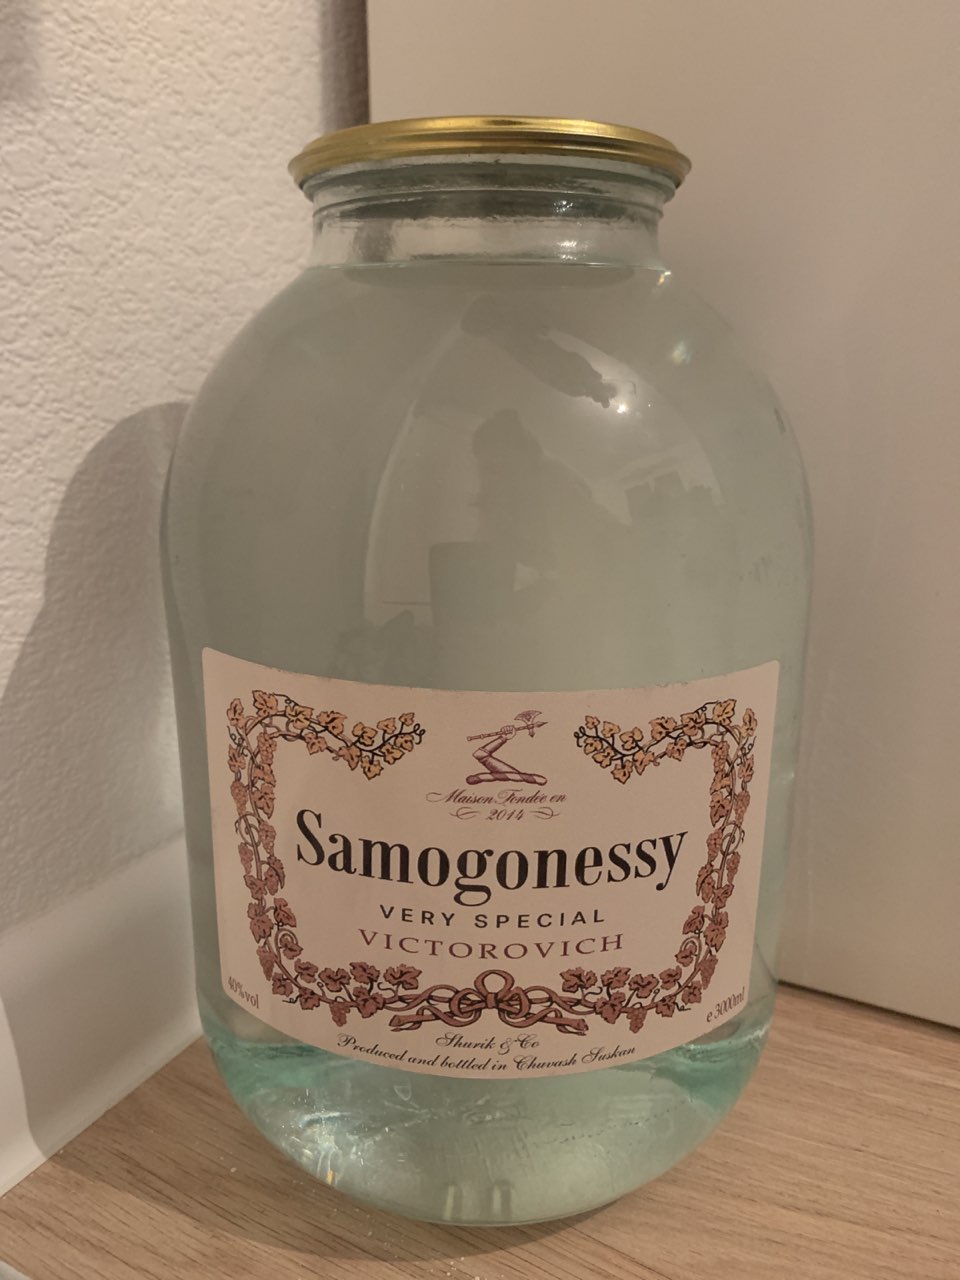 Maison Fondée en
2014
Samogonessy
VERY SPECIAL
VICTOROVICH
40%vol
e 3000ml
Shurik & Co
Produced and bottled in Chuvash Suskan